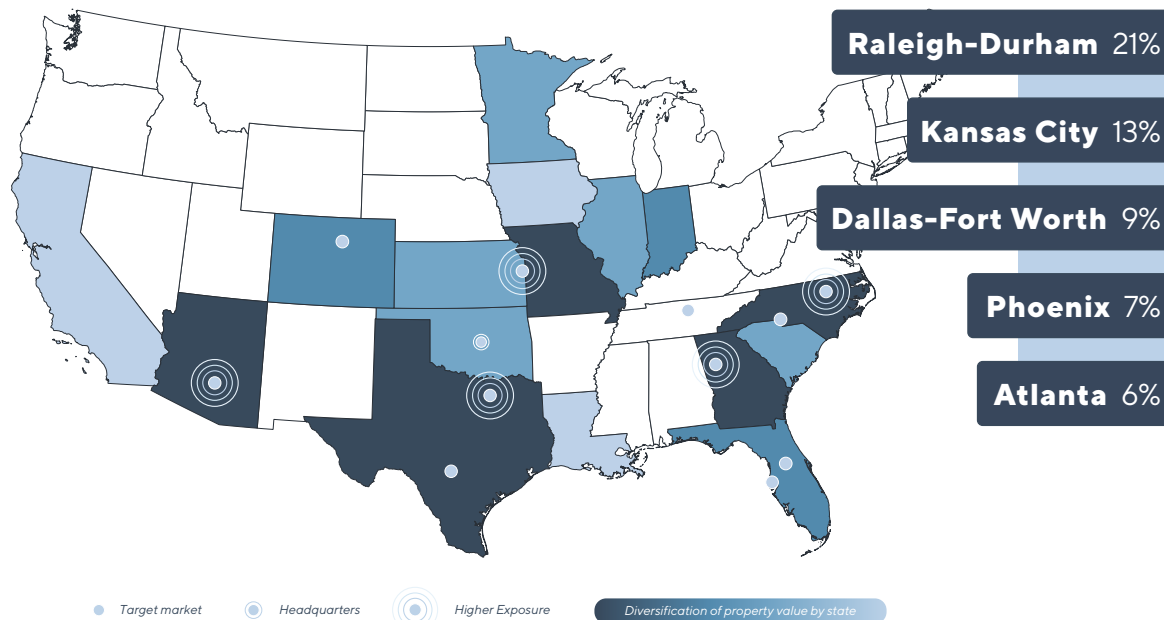 Raleigh-Durham 21%
Kansas City 13%
Dallas-Fort Worth 9%
Phoenix 7%
Atlanta 6%
Target market
Headquarters
Higher Exposure
Diversification of property value by state